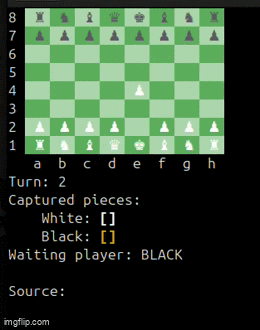 8
7
6
5
4
3
2
1
a b c d e f g h
Turn: 2
Captured pieces:
White: []
Black: []
Waiting player: BLACK
Source:
imgflip.com